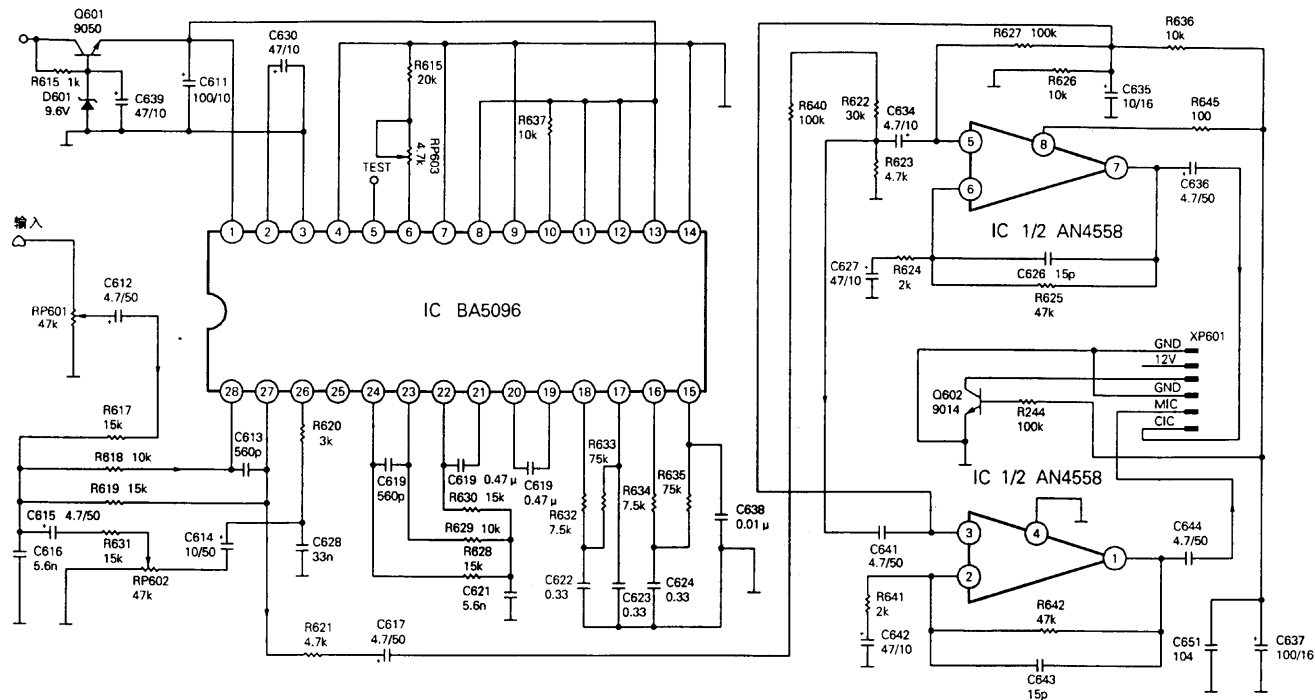 Q601
9050
R615 1k
D601
9.6V
C639
47/10
C611
100/10
C630
47/10
R615
20k
RP603
4.7k
TEST
R637
10k
1
2
3
4
5
6
7
8
9
10
11
12
13
14
IC BA5096
28
27
26
25
24
23
22
21
20
19
18
17
16
15
输入
RP601
47k
C612
4.7/50
R617
15k
R618 10k
C613
560p
R619 15k
C615 4.7/50
R631
15k
C616
5.6n
RP602
47k
C614
10/50
R620
3k
C628
33n
C619
560p
C619 0.47μ
R630 15k
C619
0.47μ
R629 10k
R628
15k
C621
5.6n
R632
7.5k
R633
75k
R634
7.5k
R635
75k
C638
0.01μ
C622
0.33
C623
0.33
C624
0.33
R621
4.7k
C617
4.7/50
R640
100k
R622
30k
C634
4.7/10
R623
4.7k
R627 100k
R636
10k
R626
10k
C635
10/16
R645
100
5
8
7
6
C636
4.7/50
IC 1/2 AN4558
C627
47/10
R624
2k
C626 15p
R625
47k
XP601
GND
12V
GND
MIC
CIC
Q602
9014
R244
100k
IC 1/2 AN4558
C641
4.7/50
3
4
1
2
C644
4.7/50
R641
2k
R642
47k
C642
47/10
C643
15p
C651
104
C637
100/16